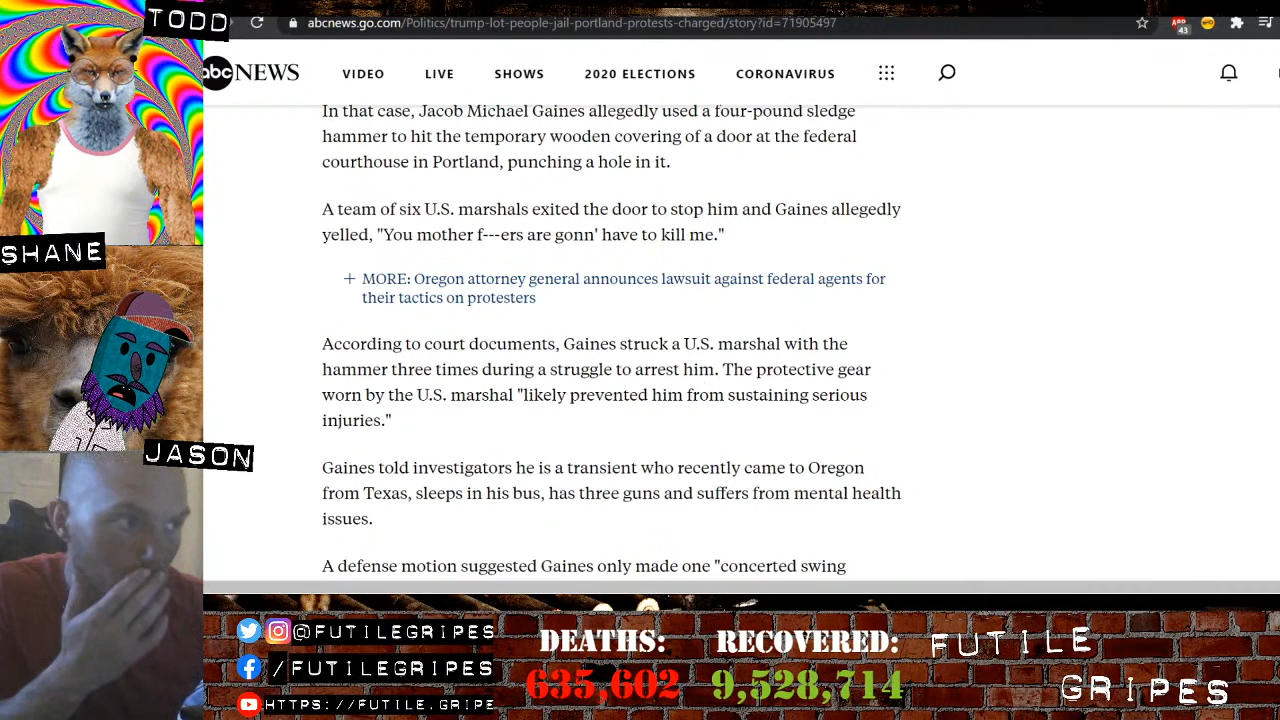 TODD
abcnews.go.com/Politics/trump-lot-people-jail-portland-protests-charged/story?id=71905497
ABP
43
abc NEWS
VIDEO
LIVE
SHOWS
2020 ELECTIONS
CORONAVIRUS
In that case, Jacob Michael Gaines allegedly used a four-pound sledge
hammer to hit the temporary wooden covering of a door at the federal
courthouse in Portland, punching a hole in it.
A team of six U.S. marshals exited the door to stop him and Gaines allegedly
yelled, "You mother f---ers are gonn' have to kill me."
SHANE
+ MORE: Oregon attorney general announces lawsuit against federal agents for
their tactics on protesters
According to court documents, Gaines struck a U.S. marshal with the
hammer three times during a struggle to arrest him. The protective gear
worn by the U.S. marshal "likely prevented him from sustaining serious
injuries."
JASON
Gaines told investigators he is a transient who recently came to Oregon
from Texas, sleeps in his bus, has three guns and suffers from mental health
issues.
A defense motion suggested Gaines only made one "concerted swing
@FUTILEGRIPES
/FUTILEGRIPES
HTTPS://FUTILE.GRIPE
DEATHS:
635,602
RECOVERED:
9,528,714
FUTILE
GRIPES